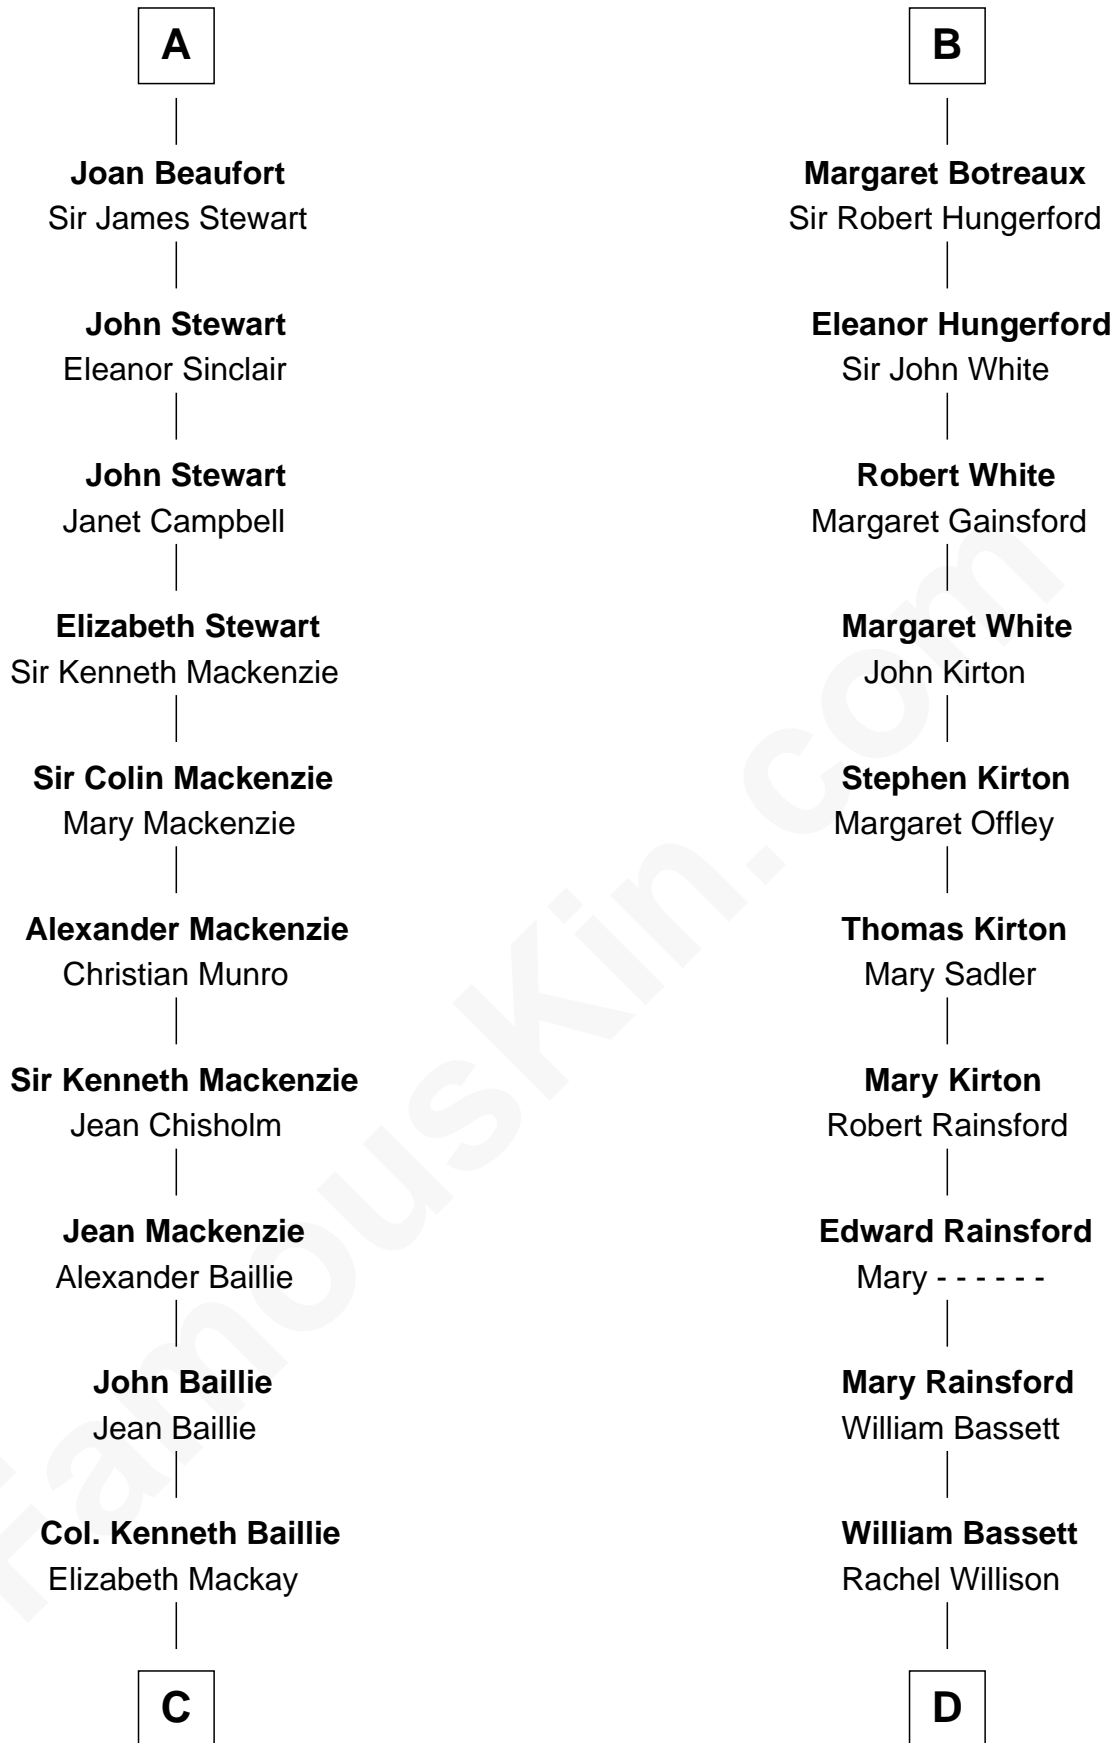 A
Joan Beaufort
Sir James Stewart
John Stewart
Eleanor Sinclair
John Stewart
Janet Campbell
Elizabeth Stewart
Sir Kenneth Mackenzie
Sir Colin Mackenzie
Mary Mackenzie
Alexander Mackenzie
Christian Munro
Sir Kenneth Mackenzie
Jean Chisholm
Jean Mackenzie
Alexander Baillie
John Baillie
Jean Baillie
Col. Kenneth Baillie
Elizabeth Mackay
C
B
Margaret Botreaux
Sir Robert Hungerford
Eleanor Hungerford
Sir John White
Robert White
Margaret Gainsford
Margaret White
John Kirton
Stephen Kirton
Margaret Offley
Thomas Kirton
Mary Sadler
Mary Kirton
Robert Rainsford
Edward Rainsford
Mary - - - - - -
Mary Rainsford
William Bassett
William Bassett
Rachel Willison
D
FamousKin.com